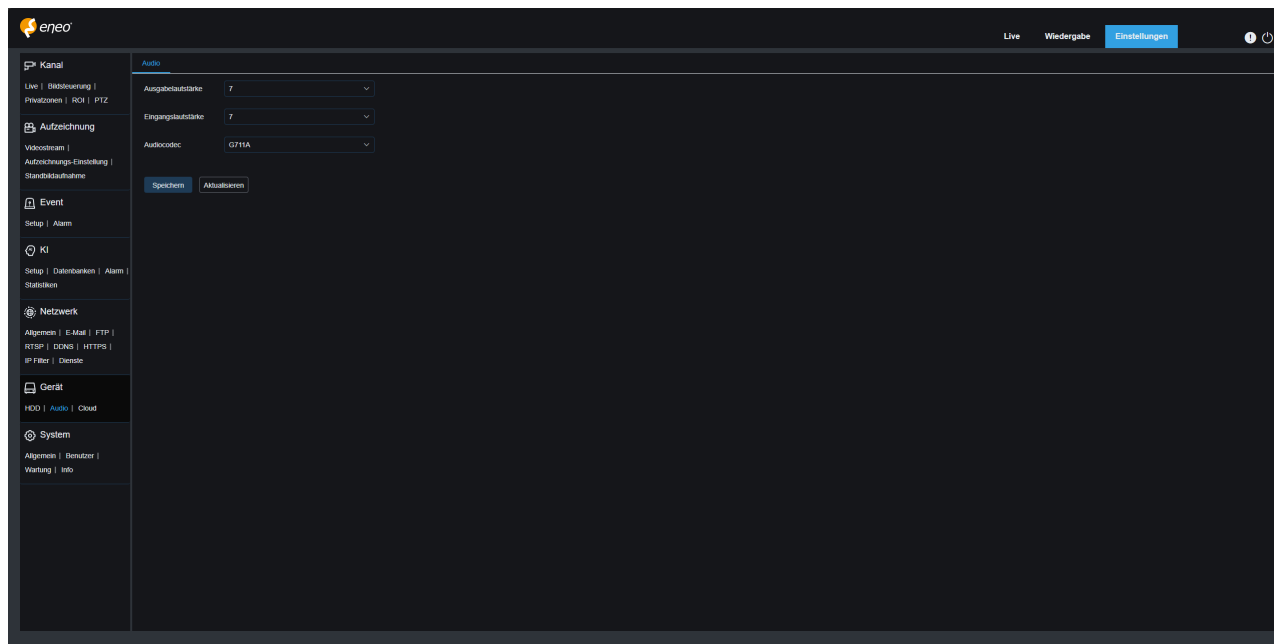 eneo
Live Wiedergabe Einstellungen
Kanal
Live | Bildsteuerung |
Privatzonen | ROI | PTZ
Aufzeichnung
Videostream |
Aufzeichnungs-Einstellung |
Standbildaufnahme
Event
Setup | Alarm
KI
Setup | Datenbanken | Alarm |
Statistiken
Netzwerk
Allgemein | E-Mail | FTP |
RTSP | DDNS | HTTPS |
IP Filter | Dienste
Gerät
HDD | Audio | Cloud
System
Allgemein | Benutzer |
Wartung | Info
Audio
Ausgabelautstärke 7
Eingangslautstärke 7
Audiocodec G711A
Speichern Aktualisieren